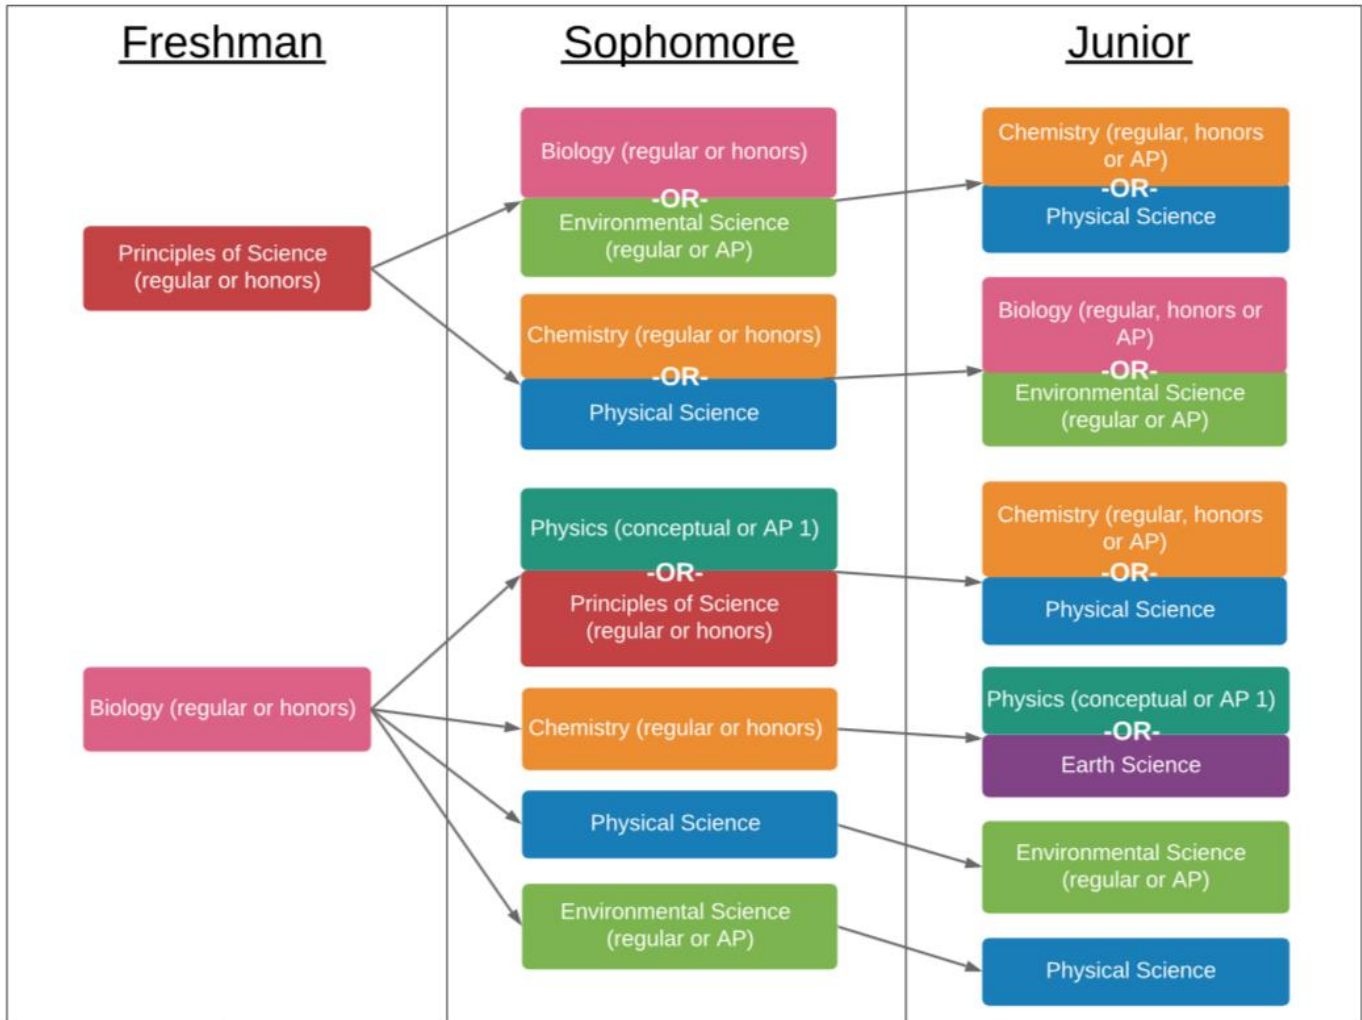 Freshman
Sophomore
Junior
Principles of Science
(regular or honors)
Biology (regular or honors)
-OR-
Environmental Science
(regular or AP)
Chemistry (regular, honors
or AP)
-OR-
Physical Science
Chemistry (regular or honors)
-OR-
Physical Science
Biology (regular, honors or
AP)
-OR-
Environmental Science
(regular or AP)
Biology (regular or honors)
Physics (conceptual or AP 1)
-OR-
Principles of Science
(regular or honors)
Chemistry (regular, honors
or AP)
-OR-
Physical Science
Chemistry (regular or honors)
Physics (conceptual or AP 1)
-OR-
Earth Science
Physical Science
Environmental Science
(regular or AP)
Environmental Science
(regular or AP)
Physical Science